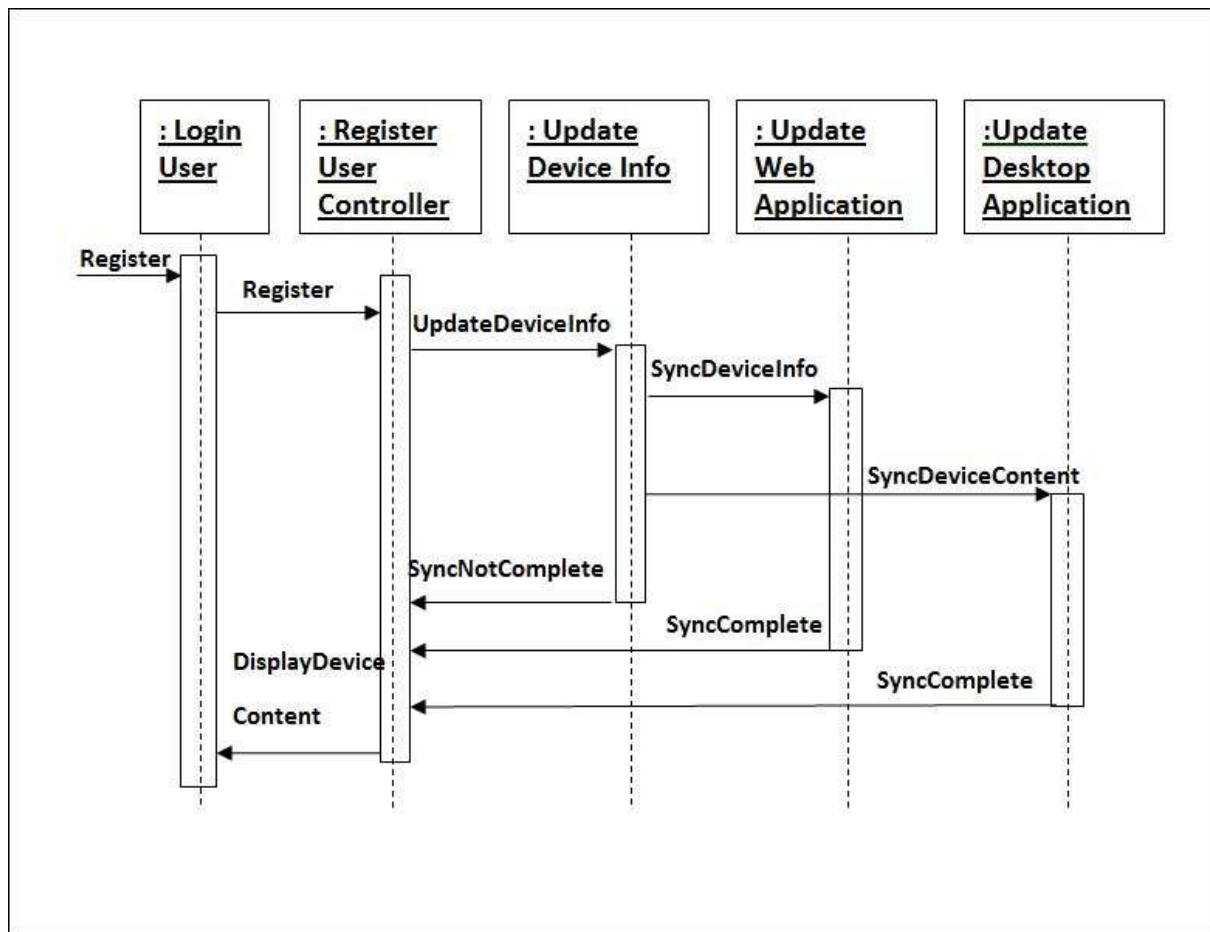 : Login
User
: Register
User
Controller
: Update
Device Info
: Update
Web
Application
:Update
Desktop
Application
Register
Register
UpdateDeviceInfo
SyncDeviceInfo
SyncDeviceContent
SyncNotComplete
SyncComplete
DisplayDevice
SyncComplete
Content